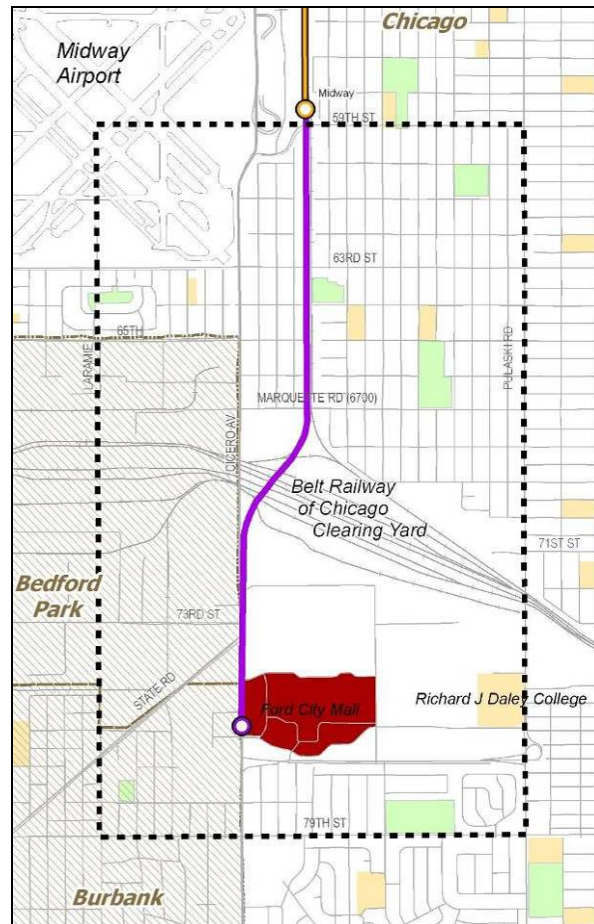 Chicago
Midway
Airport
Midway
59TH ST
63RD ST
65TH
LARAMIE
PULASKI RD
MARQUETTE RD (6700)
CICERO AV
Belt Railway
of Chicago
Clearing Yard
71ST ST
Bedford
Park
73RD ST
STATE RD
Ford City Mall
Richard J Daley College
79TH ST
Burbank